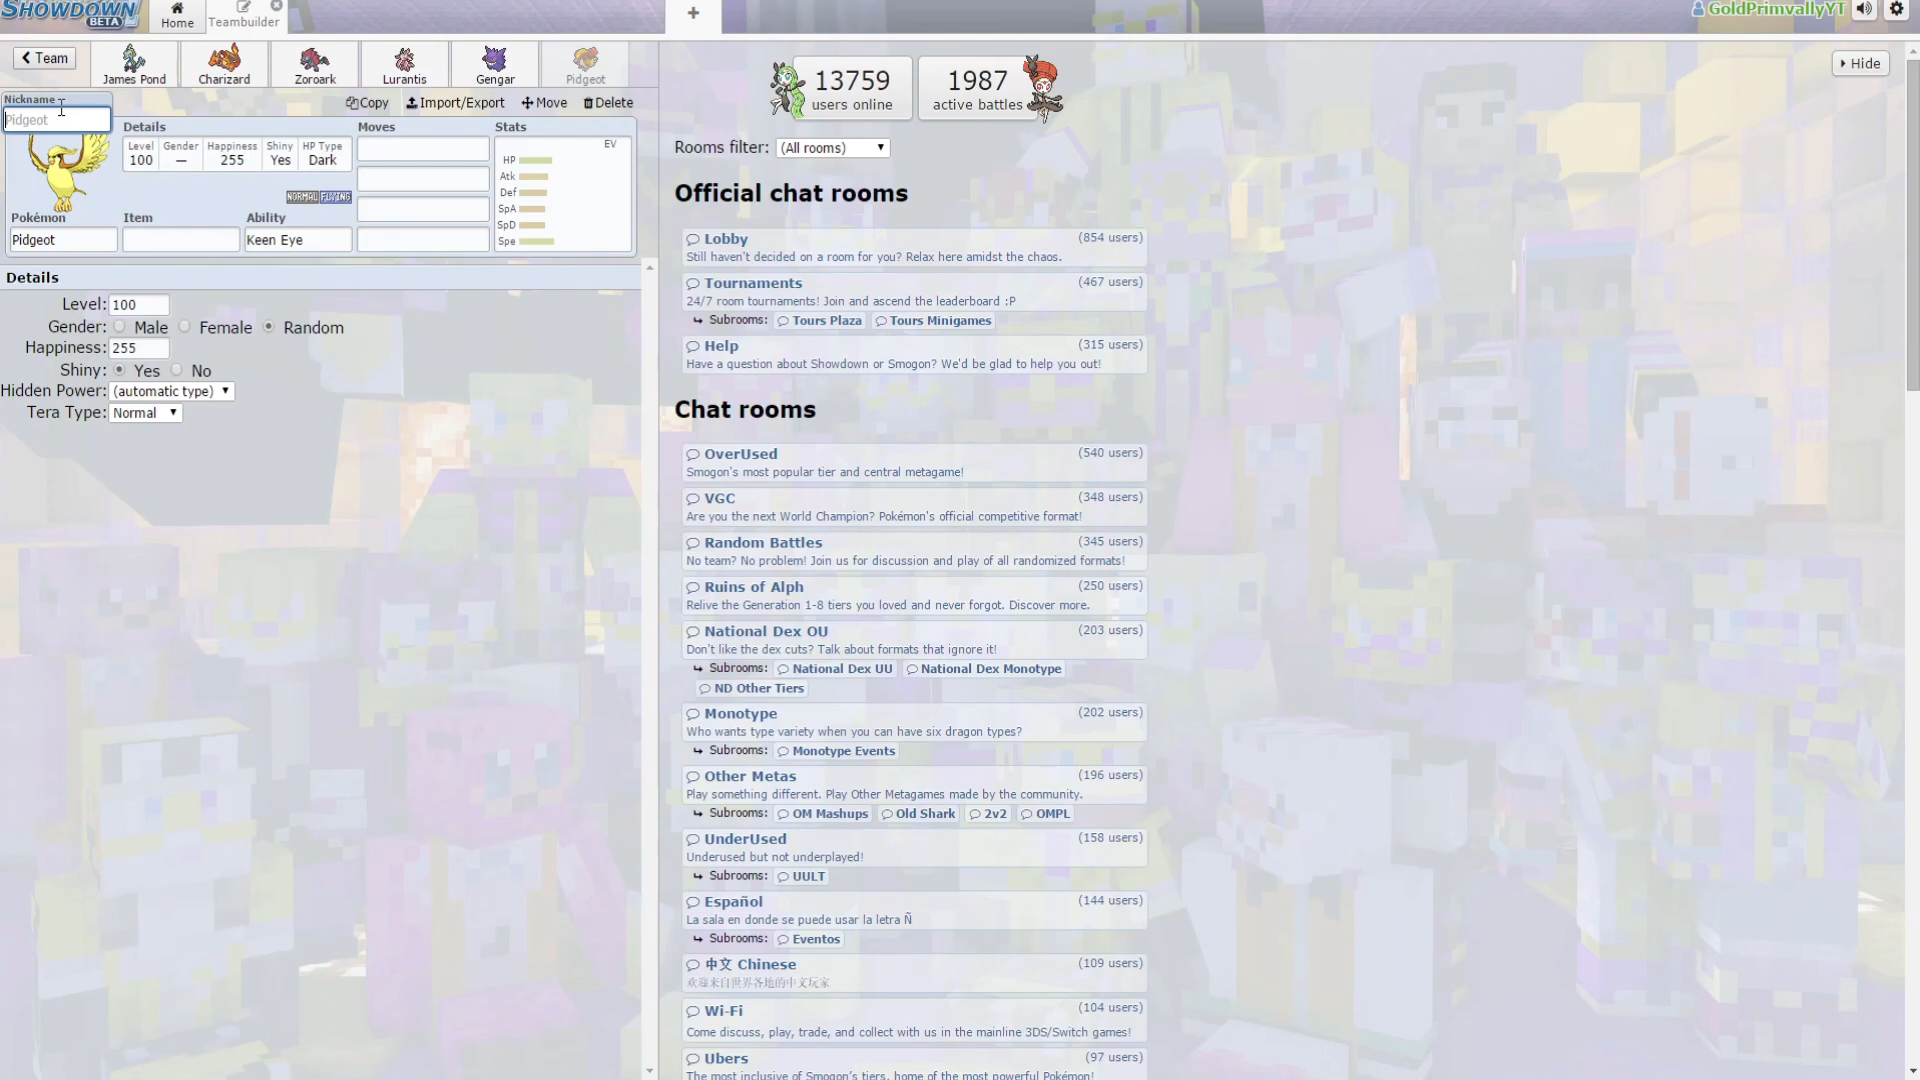 SHOWDOWN
BETA
Home
Teambuilder
+
GoldPrimvallyYT
Team
James Pond
Charizard
Zoroark
Lurantis
Gengar
Pidgeot
Nickname
Pidgeot
Copy
Import/Export
Move
Delete
Details
Level
100
Gender
—
Happiness
255
Shiny
Yes
HP Type
Dark
NORMAL FLYING
Pokémon
Pidgeot
Item
Ability
Keen Eye
Moves
Stats
EV
HP
Atk
Def
SpA
SpD
Spe
Details
Level: 100
Gender: Male Female Random
Happiness: 255
Shiny: Yes No
Hidden Power: (automatic type)
Tera Type: Normal
13759
users online
1987
active battles
Hide
Rooms filter: (All rooms)
Official chat rooms
Lobby (854 users)
Still haven't decided on a room for you? Relax here amidst the chaos.
Tournaments (467 users)
24/7 room tournaments! Join and ascend the leaderboard :P
Subrooms: Tours Plaza Tours Minigames
Help (315 users)
Have a question about Showdown or Smogon? We'd be glad to help you out!
Chat rooms
OverUsed (540 users)
Smogon's most popular tier and central metagame!
VGC (348 users)
Are you the next World Champion? Pokémon's official competitive format!
Random Battles (345 users)
No team? No problem! Join us for discussion and play of all randomized formats!
Ruins of Alph (250 users)
Relive the Generation 1-8 tiers you loved and never forgot. Discover more.
National Dex OU (203 users)
Don't like the dex cuts? Talk about formats that ignore it!
Subrooms: National Dex UU National Dex Monotype
ND Other Tiers
Monotype (202 users)
Who wants type variety when you can have six dragon types?
Subrooms: Monotype Events
Other Metas (196 users)
Play something different. Play Other Metagames made by the community.
Subrooms: OM Mashups Old Shark 2v2 OMPL
UnderUsed (158 users)
Underused but not underplayed!
Subrooms: UULT
Español (144 users)
La sala en donde se puede usar la letra Ñ
Subrooms: Eventos
中文 Chinese (109 users)
欢迎来自世界各地的中文玩家
Wi-Fi (104 users)
Come discuss, play, trade, and collect with us in the mainline 3DS/Switch games!
Ubers (97 users)
The most inclusive of Smogon's tiers, home of the most powerful Pokémon!